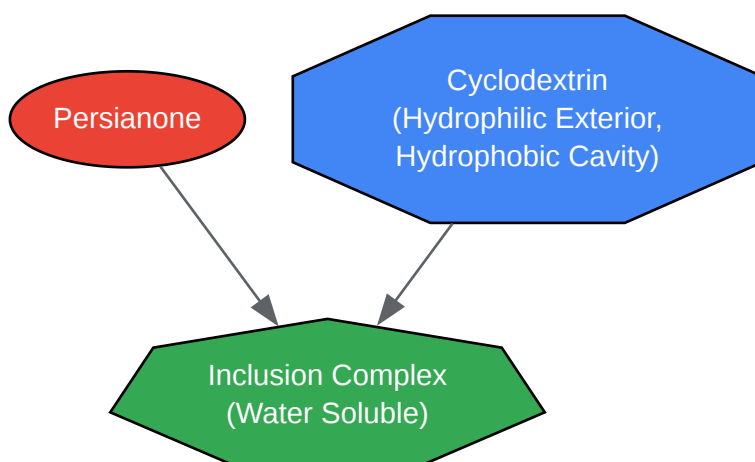 Persianone
Cyclodextrin
(Hydrophilic Exterior,
Hydrophobic Cavity)
Inclusion Complex
(Water Soluble)